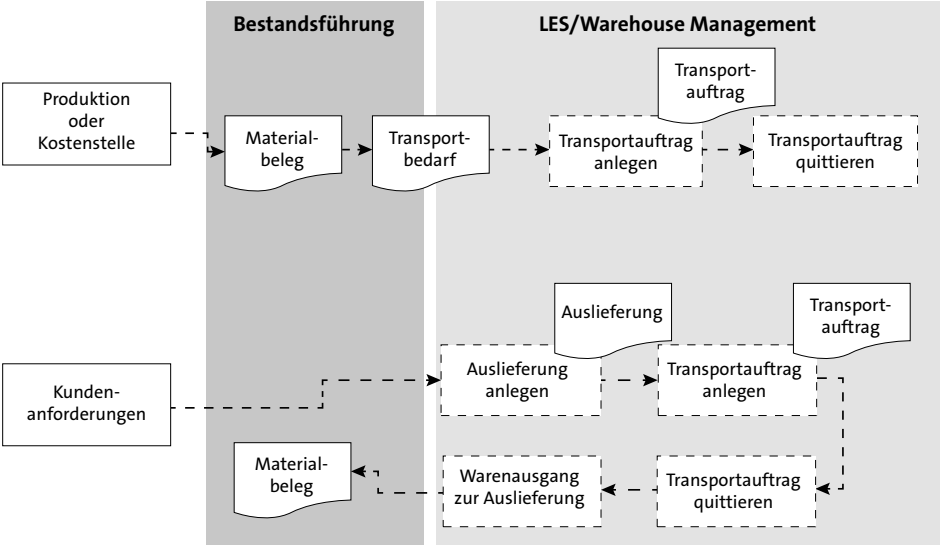 Bestandsführung
LES/Warehouse Management
Produktion
oder
Kostenstelle
Material-
beleg
Transport-
bedarf
Transport-
auftrag
Transportauftrag
anlegen
Transportauftrag
quittieren
Kunden-
anforderungen
Auslieferung
Auslieferung
anlegen
Transport-
auftrag
Transportauftrag
anlegen
Transportauftrag
quittieren
Warenausgang
zur Auslieferung
Material-
beleg